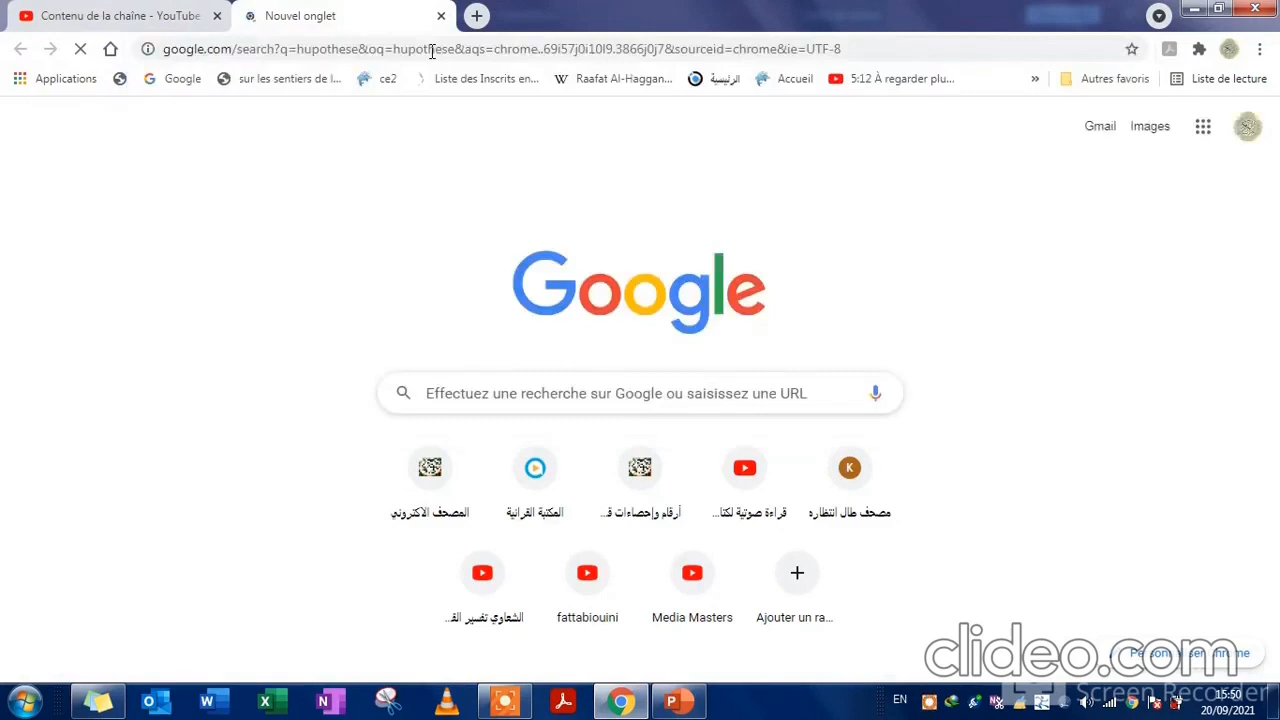 Contenu de la chaîne - YouTube
Nouvel onglet
google.com/search?q=hupothese&oq=hupothese&aqs=chrome..69i57j0i10l9.3866j0j7&sourceid=chrome&ie=UTF-8
Applications
Google
sur les sentiers de l...
ce2
Liste des Inscrits en...
Raafat Al-Haggan...
الرئيسية
Accueil
5:12 À regarder plu...
»
Autres favoris
Liste de lecture
Gmail
Images
Google
Effectuez une recherche sur Google ou saisissez une URL
K
المصحف الاكتروني
المكتبة القرانية
أرقام وإحصاءات ق...
قراءة صوتية لكتا...
مصحف طال انتظاره
الشعاوي تفسير الق...
fattabiouini
Media Masters
Ajouter un ra...
clideo.com
Screen Recorder
EN
15:50
20/09/2021